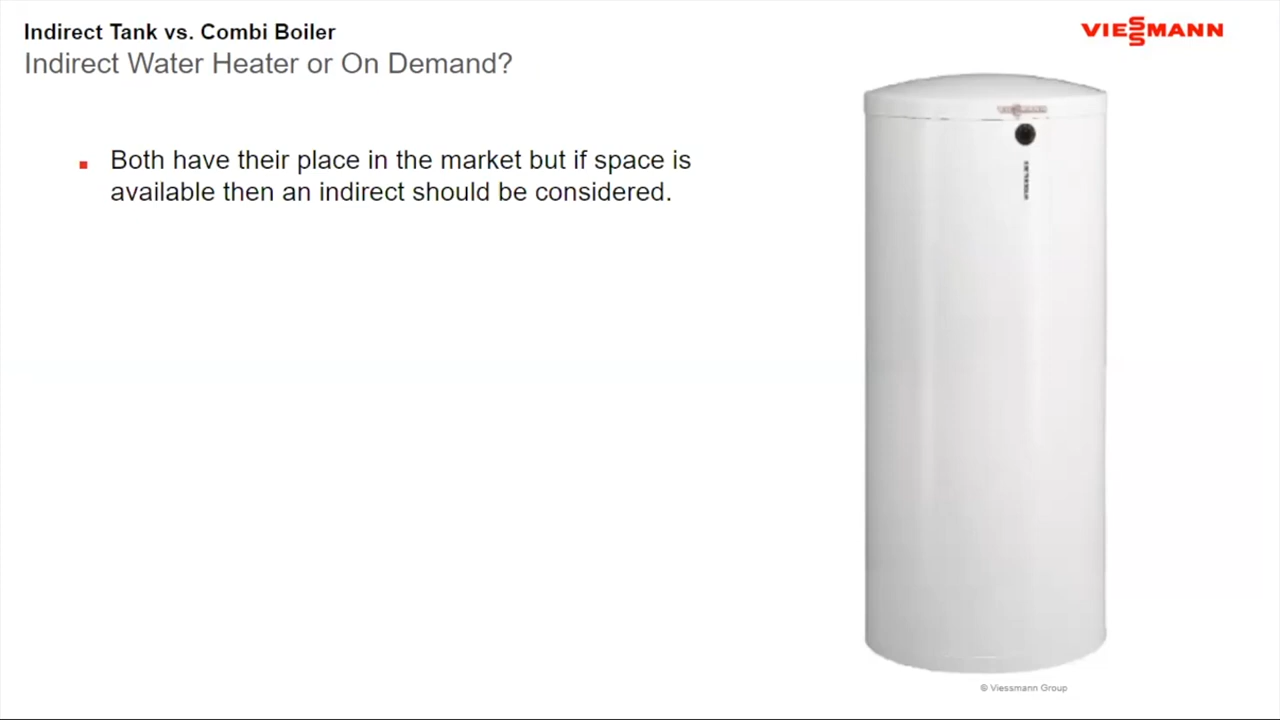 Indirect Tank vs. Combi Boiler
Indirect Water Heater or On Demand?
VIESSMANN
Both have their place in the market but if space is
available then an indirect should be considered.
VIESSMANN
© Viessmann Group